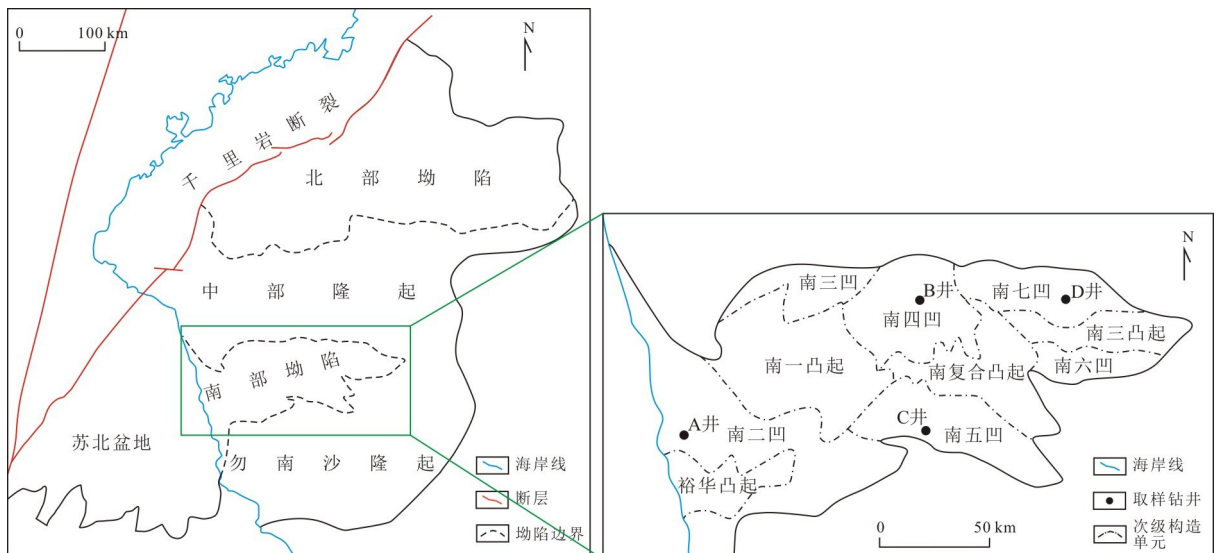 0 100 km
N
千里岩断裂
北部坳陷
中部隆起
南部坳陷
苏北盆地
勿南沙隆起
海岸线
断层
坳陷边界
N
南三凹
B井
南七凹
D井
南四凹
南三凸起
南一凸起
南复合凸起
南六凹
A井
南二凹
C井
南五凹
裕华凸起
海岸线
取样钻井
次级构造
单元
0 50 km